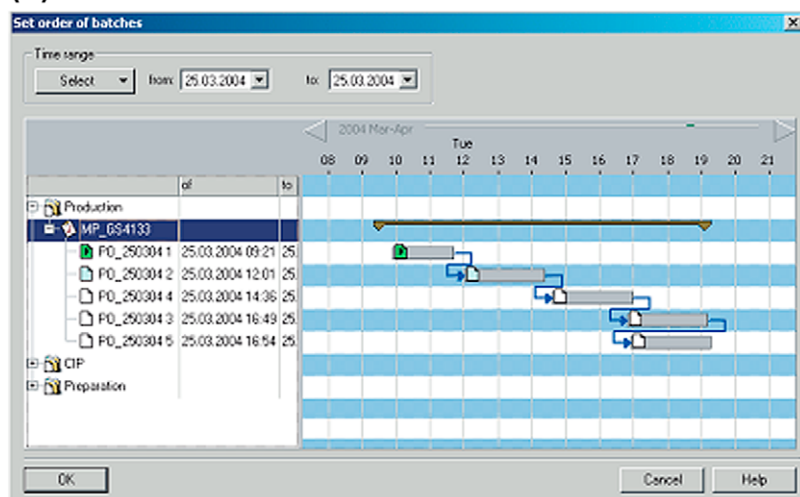 Set order of batches
Time range
Select from: 25.03.2004 to: 25.03.2004
2004 Mar-Apr
Tue
08 09 10 11 12 13 14 15 16 17 18 19 20 21
of to
Production
MP_GS4133
PO_250304 1 25.03.2004 09:21 25.
PO_250304 2 25.03.2004 12:01 25.
PO_250304 4 25.03.2004 14:36 25.
PO_250304 3 25.03.2004 16:49 25.
PO_250304 5 25.03.2004 16:54 25.
CIP
Preparation
OK Cancel Help